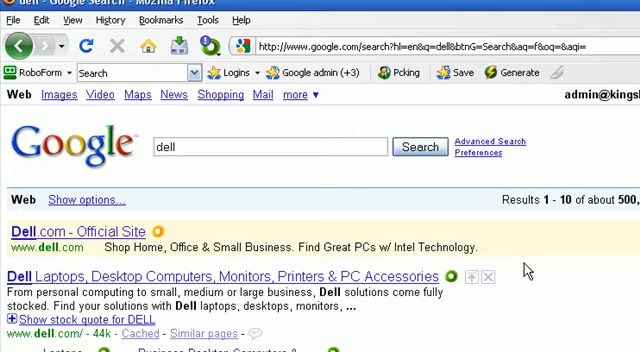 dell - Google Search - Mozilla Firefox
File Edit View History Bookmarks Tools Help
http://www.google.com/search?hl=en&q=dell&btnG=Search&aq=f&oq=&aqi=
RoboForm Search Logins Google admin (+3) Pcking Save Generate
Web Images Video Maps News Shopping Mail more ▼ admin@kings
Google dell Search Advanced Search
Preferences
Web Show options... Results 1 - 10 of about 500,
Dell.com - Official Site
www.dell.com Shop Home, Office & Small Business. Find Great PCs w/ Intel Technology.
Dell Laptops, Desktop Computers, Monitors, Printers & PC Accessories
From personal computing to small, medium or large business, Dell solutions come fully
stocked. Find your solutions with Dell laptops, desktops, monitors, ...
Show stock quote for DELL
www.dell.com/ - 44k - Cached - Similar pages -
Laptops Business Desktop Computers &